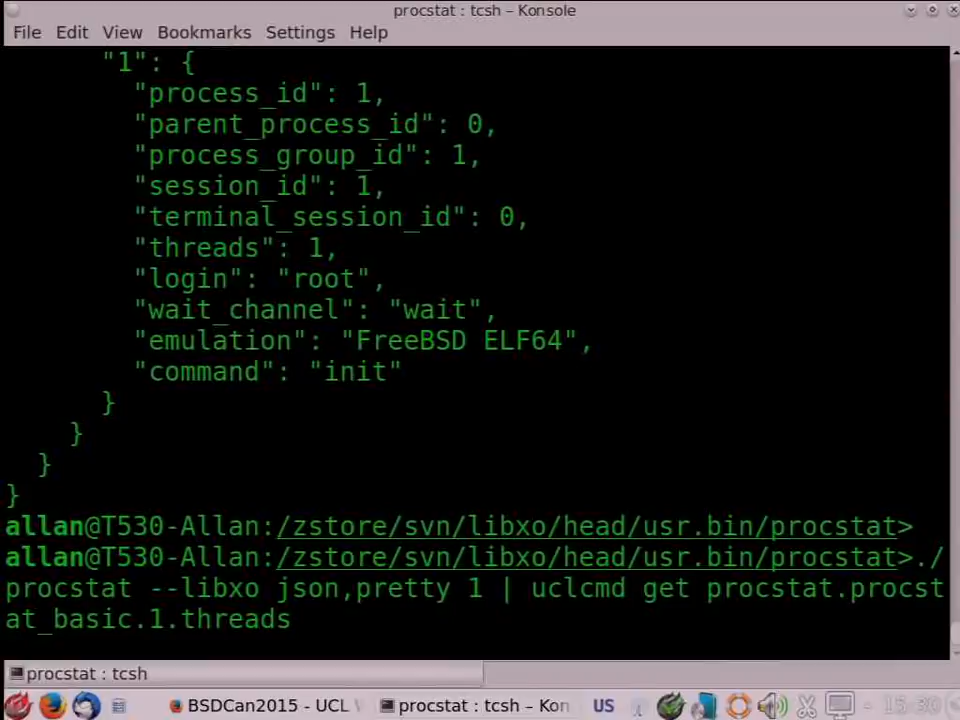 procstat : tcsh – Konsole
File Edit View Bookmarks Settings Help
"1": {
"process_id": 1,
"parent_process_id": 0,
"process_group_id": 1,
"session_id": 1,
"terminal_session_id": 0,
"threads": 1,
"login": "root",
"wait_channel": "wait",
"emulation": "FreeBSD ELF64",
"command": "init"
}
}
}
}
allan@T530-Allan:/zstore/svn/libxo/head/usr.bin/procstat>
allan@T530-Allan:/zstore/svn/libxo/head/usr.bin/procstat>./
procstat --libxo json,pretty 1 | uclcmd get procstat.procst
at_basic.1.threads
procstat : tcsh
BSDCan2015 - UCL procstat : tcsh – Kon US 15:30